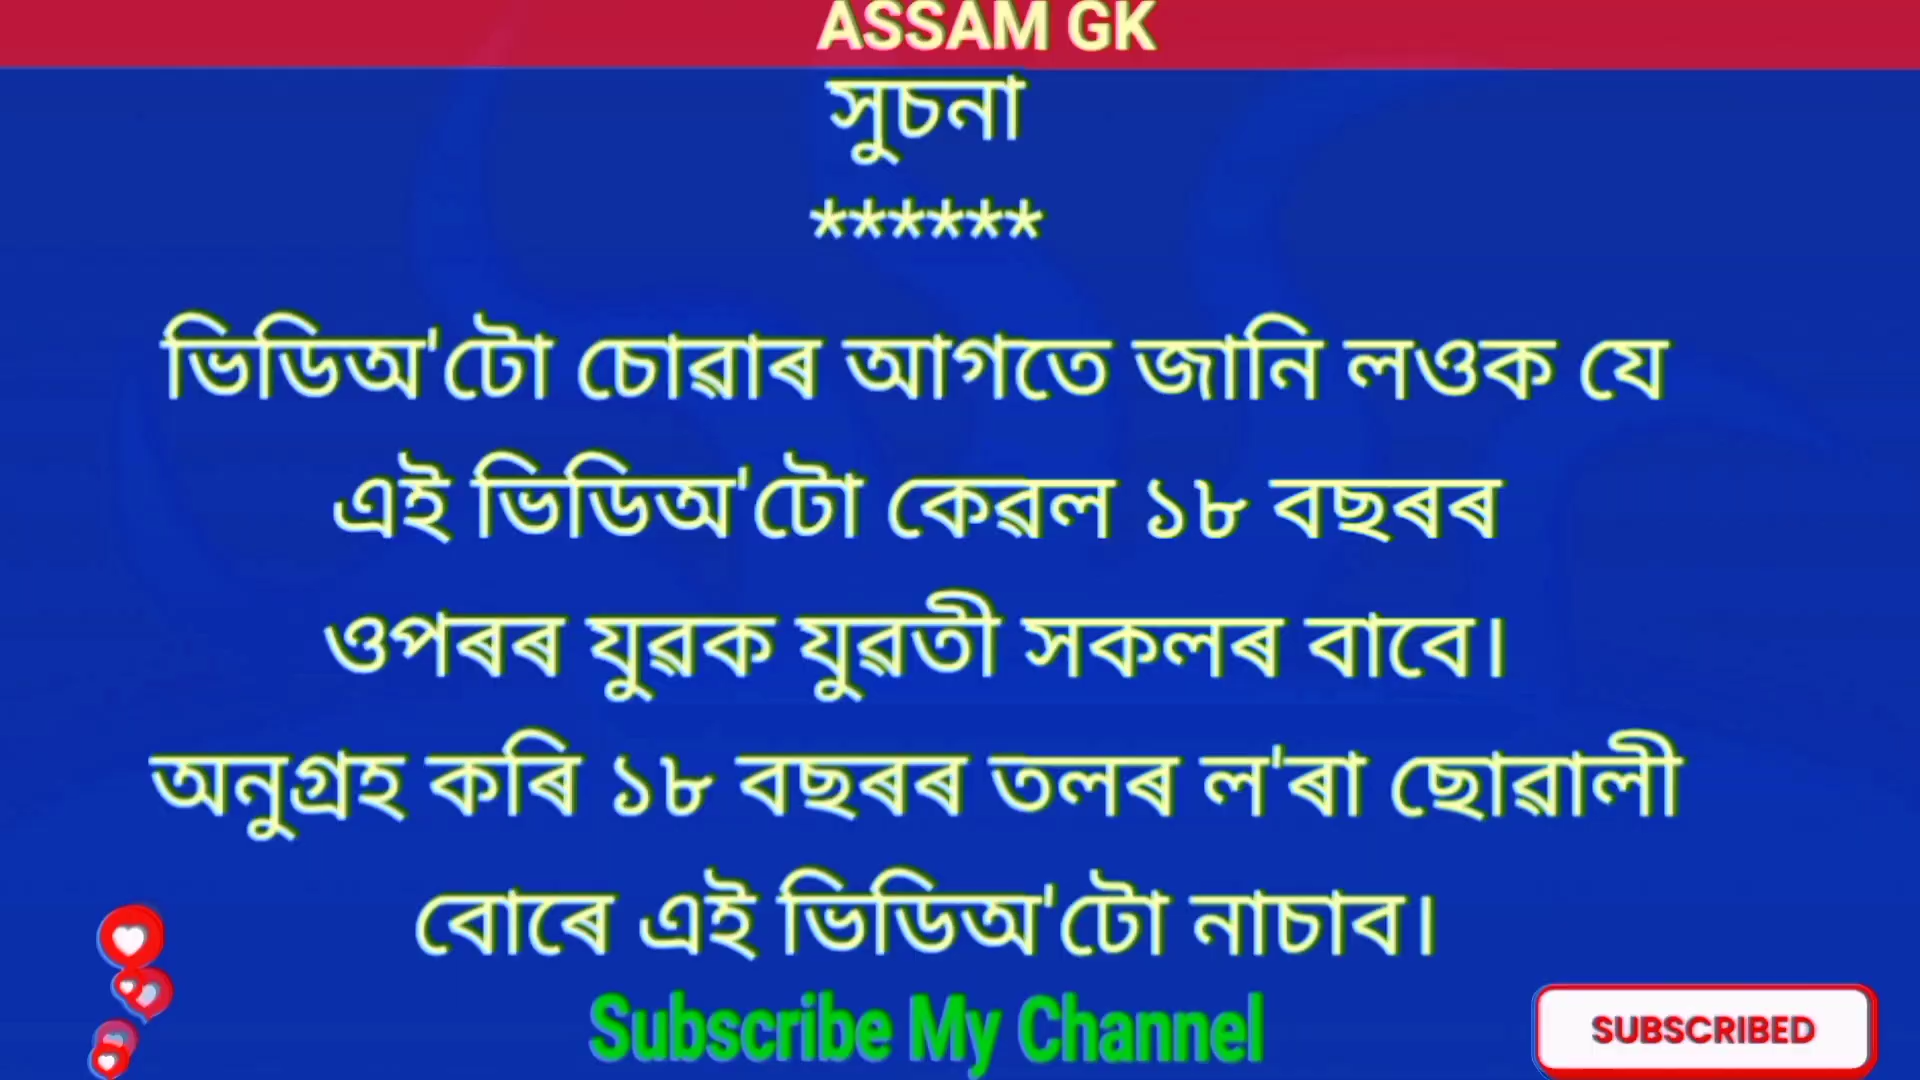 ASSAM GK
সুচনা
******
ভিডিঅ'টো চোৱাৰ আগতে জানি লওক যে
এই ভিডিঅ'টো কেৱল ১৮ বছৰৰ
ওপৰৰ যুৱক যুৱতী সকলৰ বাবে।
অনুগ্ৰহ কৰি ১৮ বছৰৰ তলৰ ল'ৰা ছোৱালী
বোৰে এই ভিডিঅ'টো নাচাব।
Subscribe My Channel
SUBSCRIBED